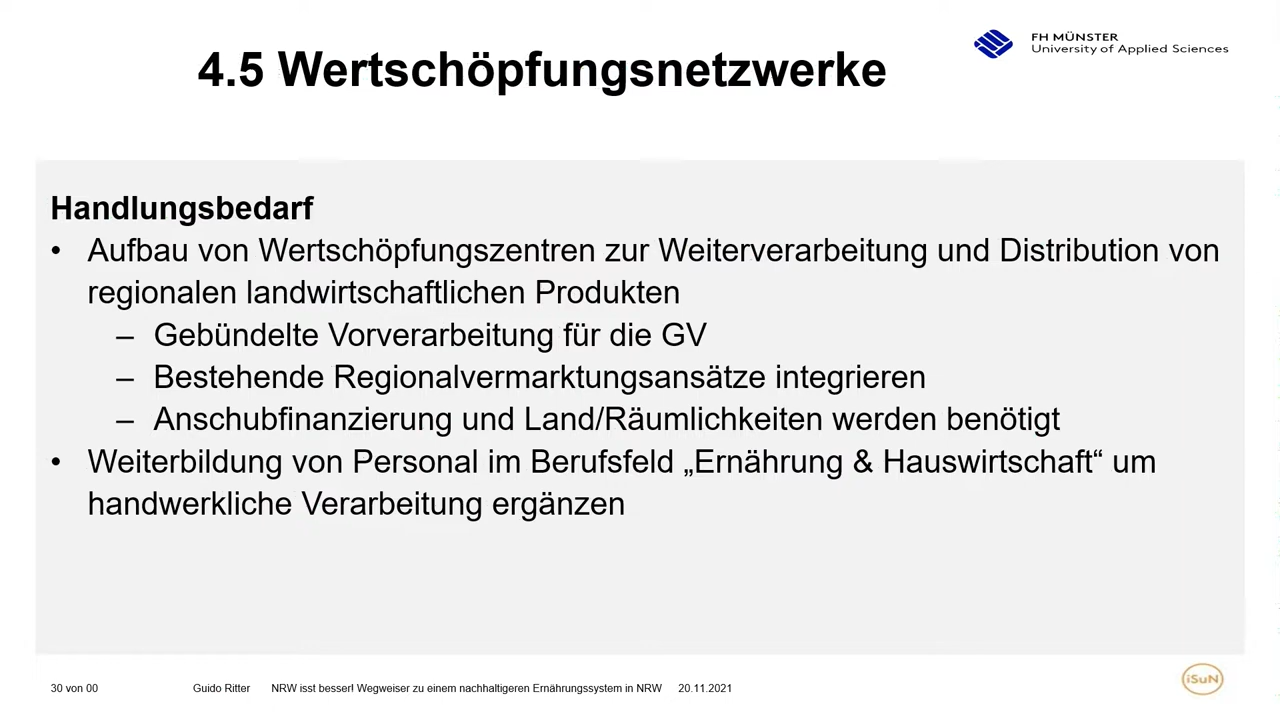 4.5 Wertschöpfungsnetzwerke
FH MÜNSTER
University of Applied Sciences
Handlungsbedarf
• Aufbau von Wertschöpfungszentren zur Weiterverarbeitung und Distribution von
regionalen landwirtschaftlichen Produkten
– Gebündelte Vorverarbeitung für die GV
– Bestehende Regionalvermarktungsansätze integrieren
– Anschubfinanzierung und Land/Räumlichkeiten werden benötigt
• Weiterbildung von Personal im Berufsfeld „Ernährung & Hauswirtschaft“ um
handwerkliche Verarbeitung ergänzen
30 von 00 Guido Ritter NRW isst besser! Wegweiser zu einem nachhaltigeren Ernährungssystem in NRW 20.11.2021
iSuN